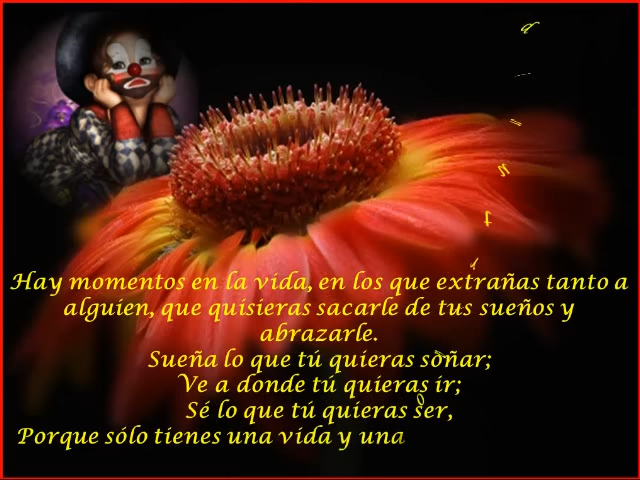 Hay momentos en la vida, en los que extrañas tanto a
alguien, que quisieras sacarle de tus sueños y
abrazarle.
Sueña lo que tú quieras soñar;
Ve a donde tú quieras ir;
Sé lo que tú quieras ser,
Porque sólo tienes una vida y una